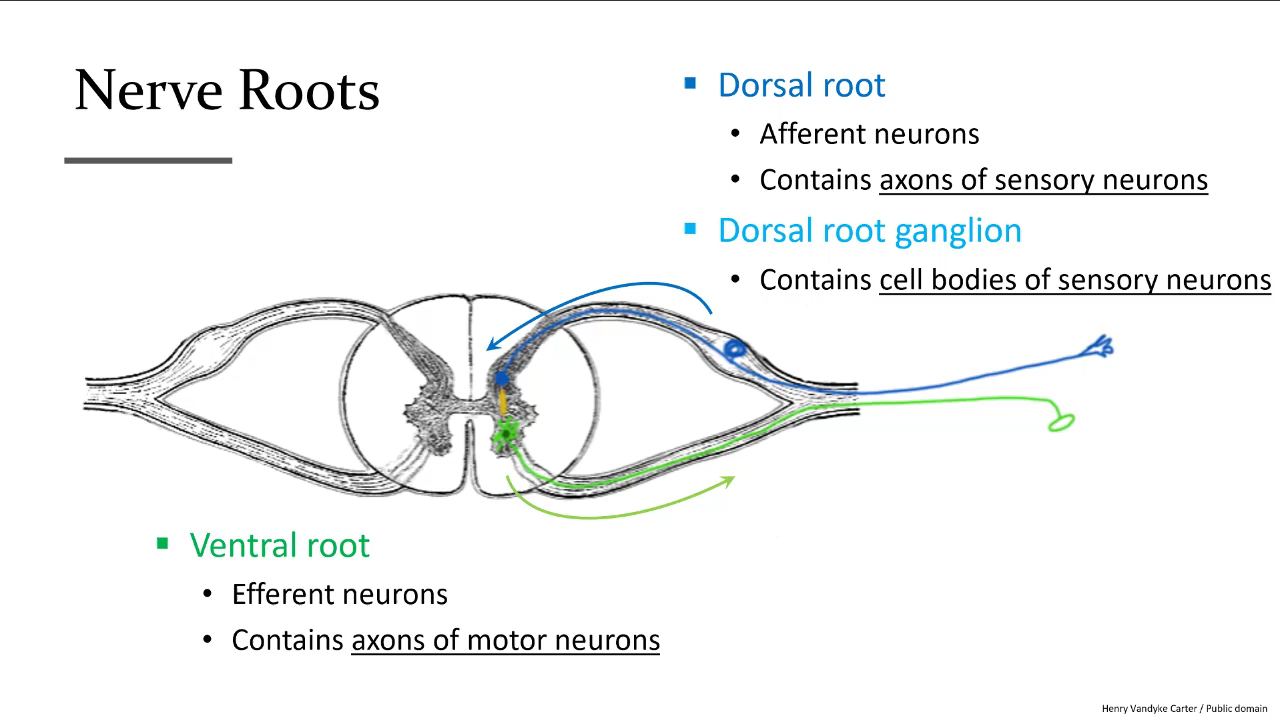 Nerve Roots
▪ Dorsal root
• Afferent neurons
• Contains axons of sensory neurons
▪ Dorsal root ganglion
• Contains cell bodies of sensory neurons
▪ Ventral root
• Efferent neurons
• Contains axons of motor neurons
Henry Vandyke Carter / Public domain